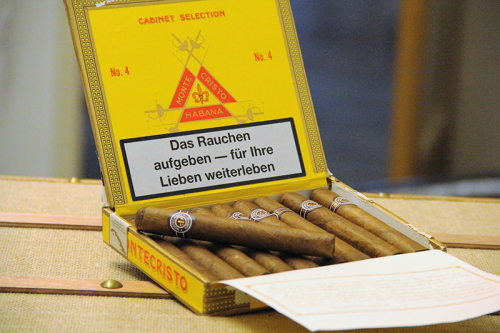 CABINET SELECTION
No. 4
No. 4
MONTE
CRISTO
HABANA
Das Rauchen
aufgeben — für Ihre
Lieben weiterleben
NTECRISTO